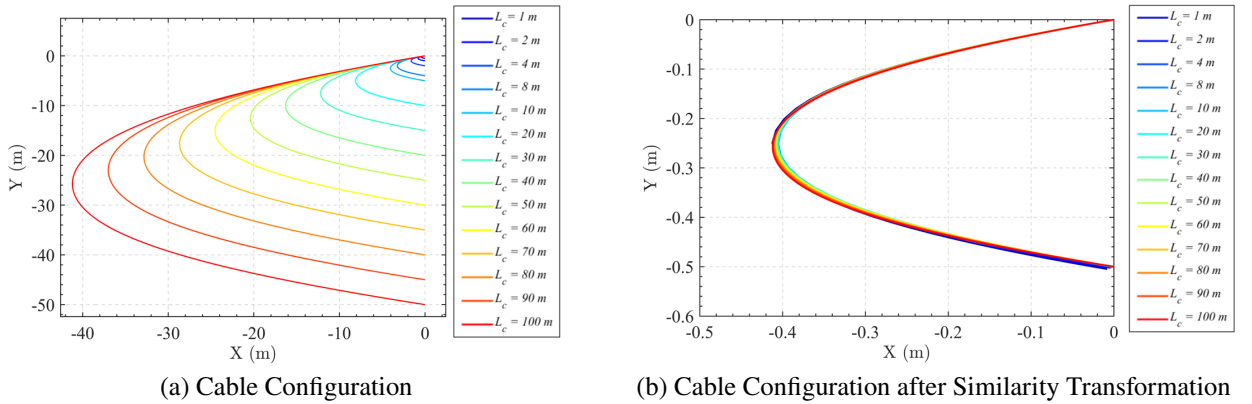 0
-10
-20
-30
-40
-50
Y (m)
-40
-30
-20
-10
0
X (m)
L_c = 1 m
L_c = 2 m
L_c = 4 m
L_c = 8 m
L_c = 10 m
L_c = 20 m
L_c = 30 m
L_c = 40 m
L_c = 50 m
L_c = 60 m
L_c = 70 m
L_c = 80 m
L_c = 90 m
L_c = 100 m
(a) Cable Configuration
0
-0.1
-0.2
-0.3
-0.4
-0.5
-0.6
Y (m)
-0.5
-0.4
-0.3
-0.2
-0.1
0
X (m)
L_c = 1 m
L_c = 2 m
L_c = 4 m
L_c = 8 m
L_c = 10 m
L_c = 20 m
L_c = 30 m
L_c = 40 m
L_c = 50 m
L_c = 60 m
L_c = 70 m
L_c = 80 m
L_c = 90 m
L_c = 100 m
(b) Cable Configuration after Similarity Transformation